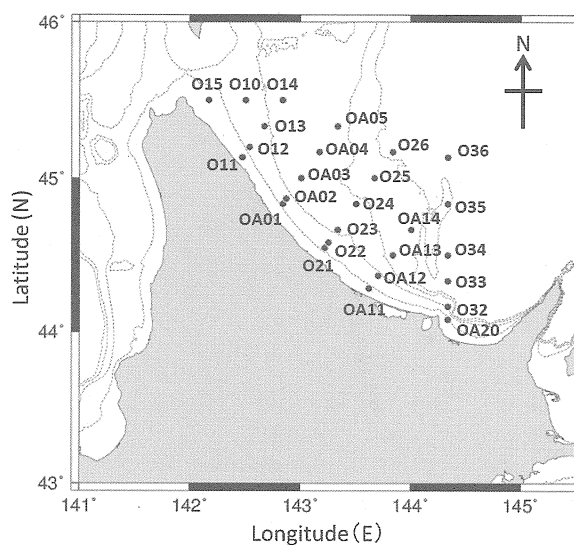 46˚
N
O15 O10 O14
O13
OA05
O12
OA04
O26
O36
O11
45˚
OA03
O25
OA02
OA01
O24
O35
OA14
O23
O22
OA13
O34
O21
OA12
O33
OA11
O32
44˚
OA20
43˚
141˚ 142˚ 143˚ 144˚ 145˚
Latitude (N)
Longitude (E)